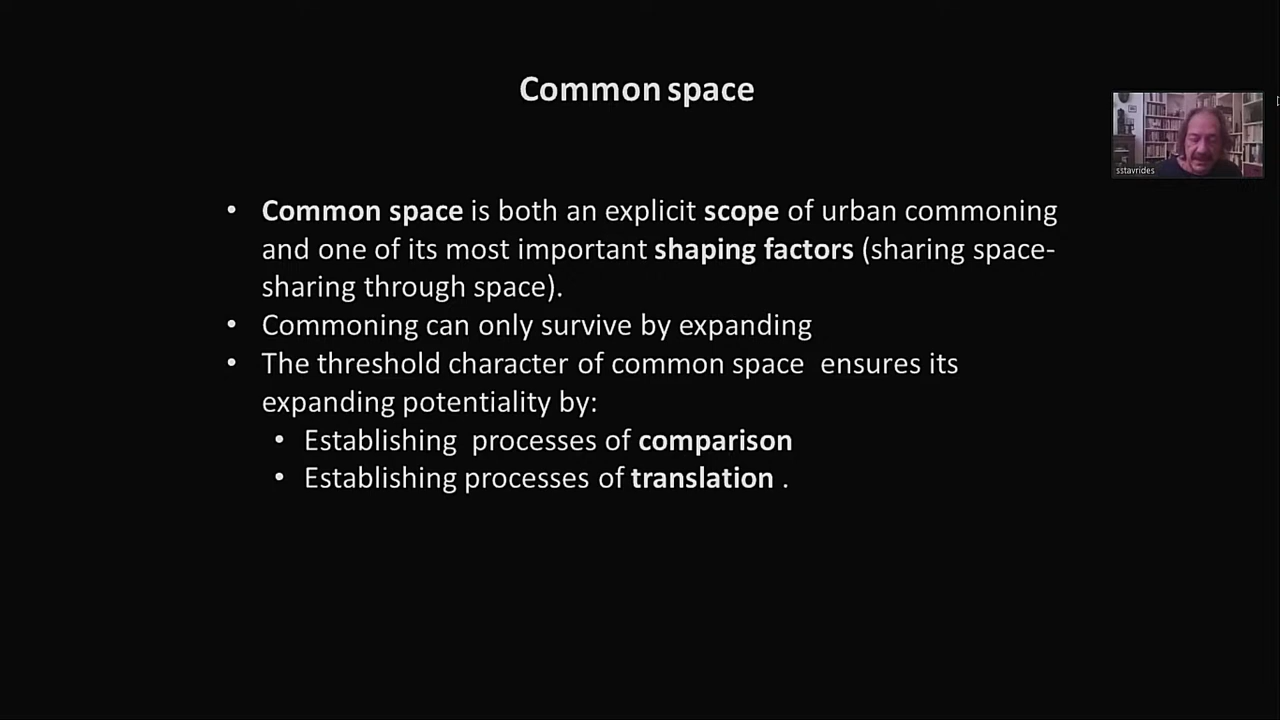 Common space
sstavrides
• Common space is both an explicit scope of urban commoning
and one of its most important shaping factors (sharing space-
sharing through space).
• Commoning can only survive by expanding
• The threshold character of common space  ensures its
expanding potentiality by:
• Establishing  processes of comparison
• Establishing processes of translation .